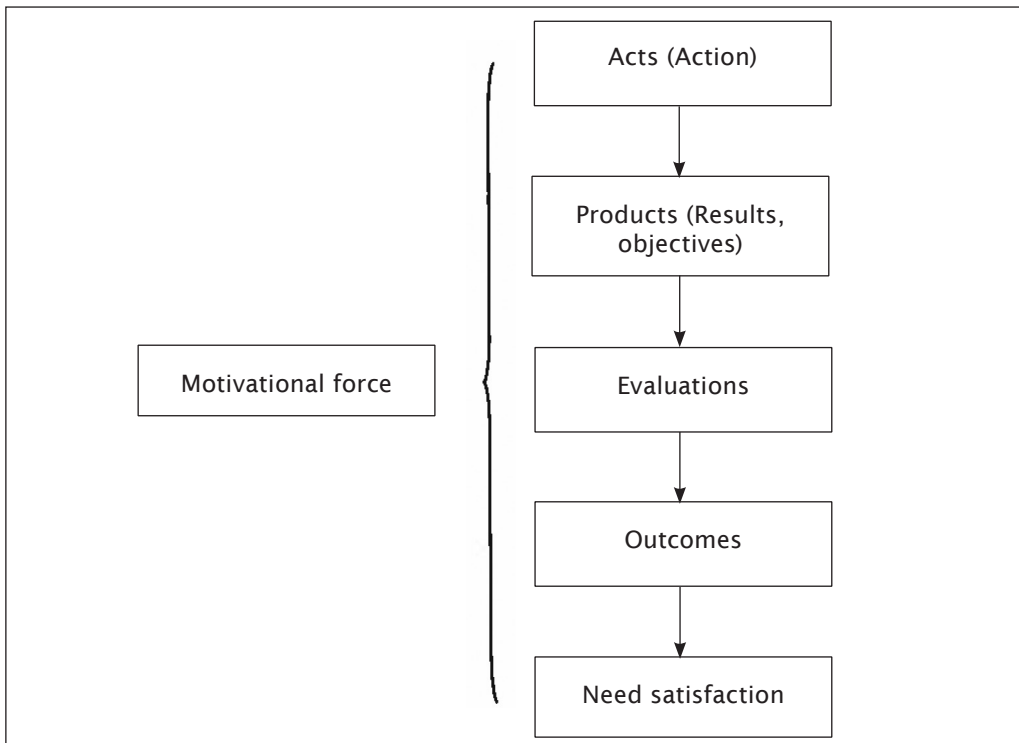 Acts (Action)
Products (Results,
objectives)
Motivational force
Evaluations
Outcomes
Need satisfaction